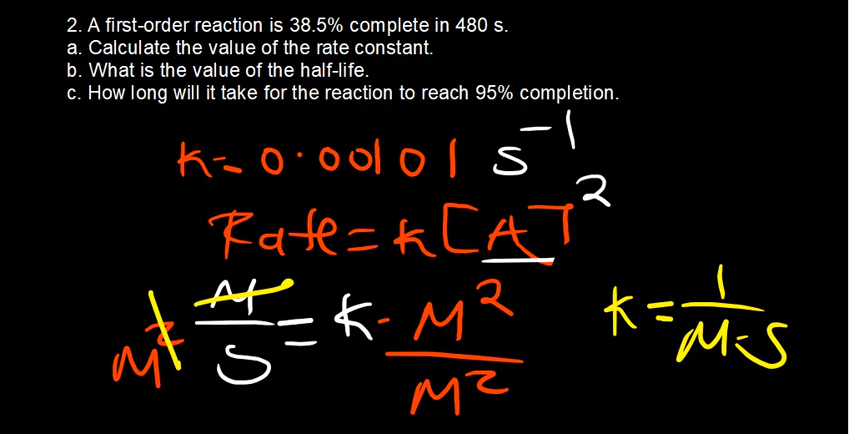 2. A first-order reaction is 38.5% complete in 480 s.
a. Calculate the value of the rate constant.
b. What is the value of the half-life.
c. How long will it take for the reaction to reach 95% completion.
k = 0.00101 s⁻¹
Rate = k [A]²
M² M/S = k · M²/M²
k = 1/M·S